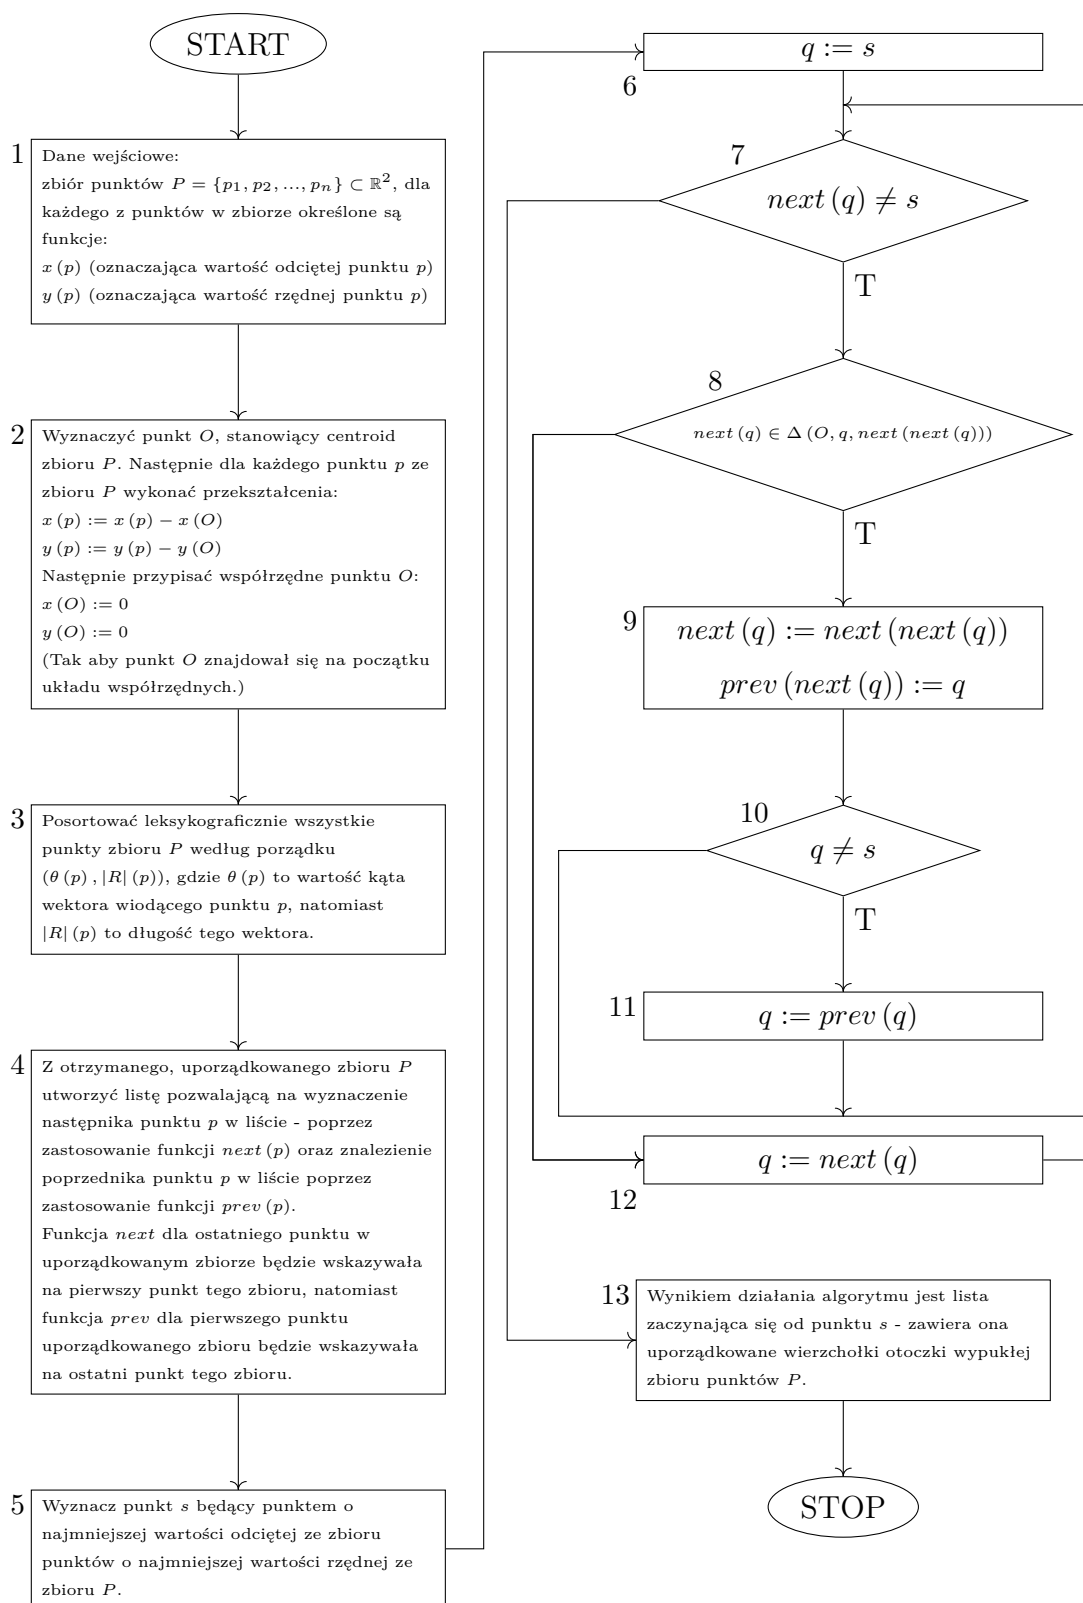 START
1
Dane wejściowe:
zbiór punktów P = {p₁, p₂, ..., pₙ} ⊂ ℝ², dla
każdego z punktów w zbiorze określone są
funkcje:
x (p) (oznaczająca wartość odciętej punktu p)
y (p) (oznaczająca wartość rzędnej punktu p)
2
Wyznaczyć punkt O, stanowiący centroid
zbioru P. Następnie dla każdego punktu p ze
zbioru P wykonać przekształcenia:
x (p) := x (p) − x (O)
y (p) := y (p) − y (O)
Następnie przypisać współrzędne punktu O:
x (O) := 0
y (O) := 0
(Tak aby punkt O znajdował się na początku
układu współrzędnych.)
3
Posortować leksykograficznie wszystkie
punkty zbioru P według porządku
(θ (p) , |R| (p)), gdzie θ (p) to wartość kąta
wektora wiodącego punktu p, natomiast
|R| (p) to długość tego wektora.
4
Z otrzymanego, uporządkowanego zbioru P
utworzyć listę pozwalającą na wyznaczenie
następnika punktu p w liście - poprzez
zastosowanie funkcji next (p) oraz znalezienie
poprzednika punktu p w liście poprzez
zastosowanie funkcji prev (p).
Funkcja next dla ostatniego punktu w
uporządkowanym zbiorze będzie wskazywała
na pierwszy punkt tego zbioru, natomiast
funkcja prev dla pierwszego punktu
uporządkowanego zbioru będzie wskazywała
na ostatni punkt tego zbioru.
5
Wyznacz punkt s będący punktem o
najmniejszej wartości odciętej ze zbioru
punktów o najmniejszej wartości rzędnej ze
zbioru P.
q := s
6
7
next (q) ≠ s
T
8
next (q) ∈ Δ (O, q, next (next (q)))
T
9
next (q) := next (next (q))
prev (next (q)) := q
10
q ≠ s
T
11
q := prev (q)
q := next (q)
12
13
Wynikiem działania algorytmu jest lista
zaczynająca się od punktu s - zawiera ona
uporządkowane wierzchołki otoczki wypukłej
zbioru punktów P.
STOP